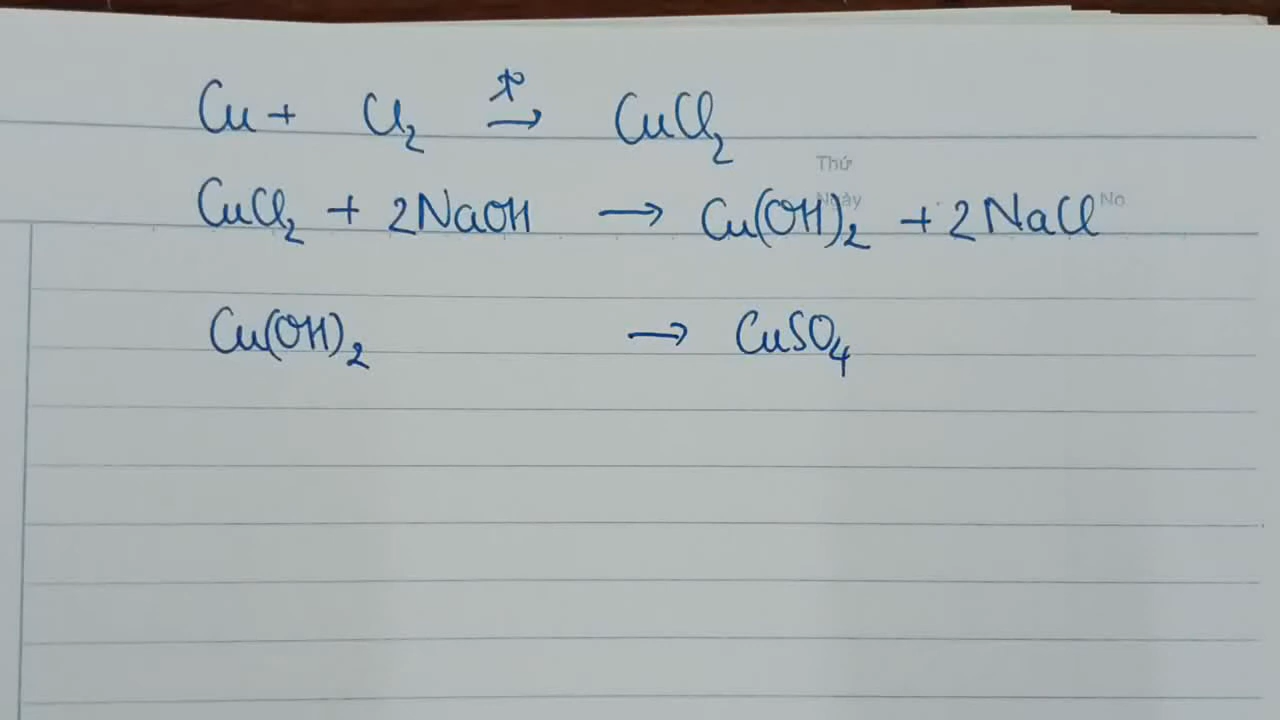 Cu + Cl₂ →(t°) CuCl₂
Thứ
Ngày No
CuCl₂ + 2NaOH → Cu(OH)₂ + 2NaCl
Cu(OH)₂ → CuSO₄